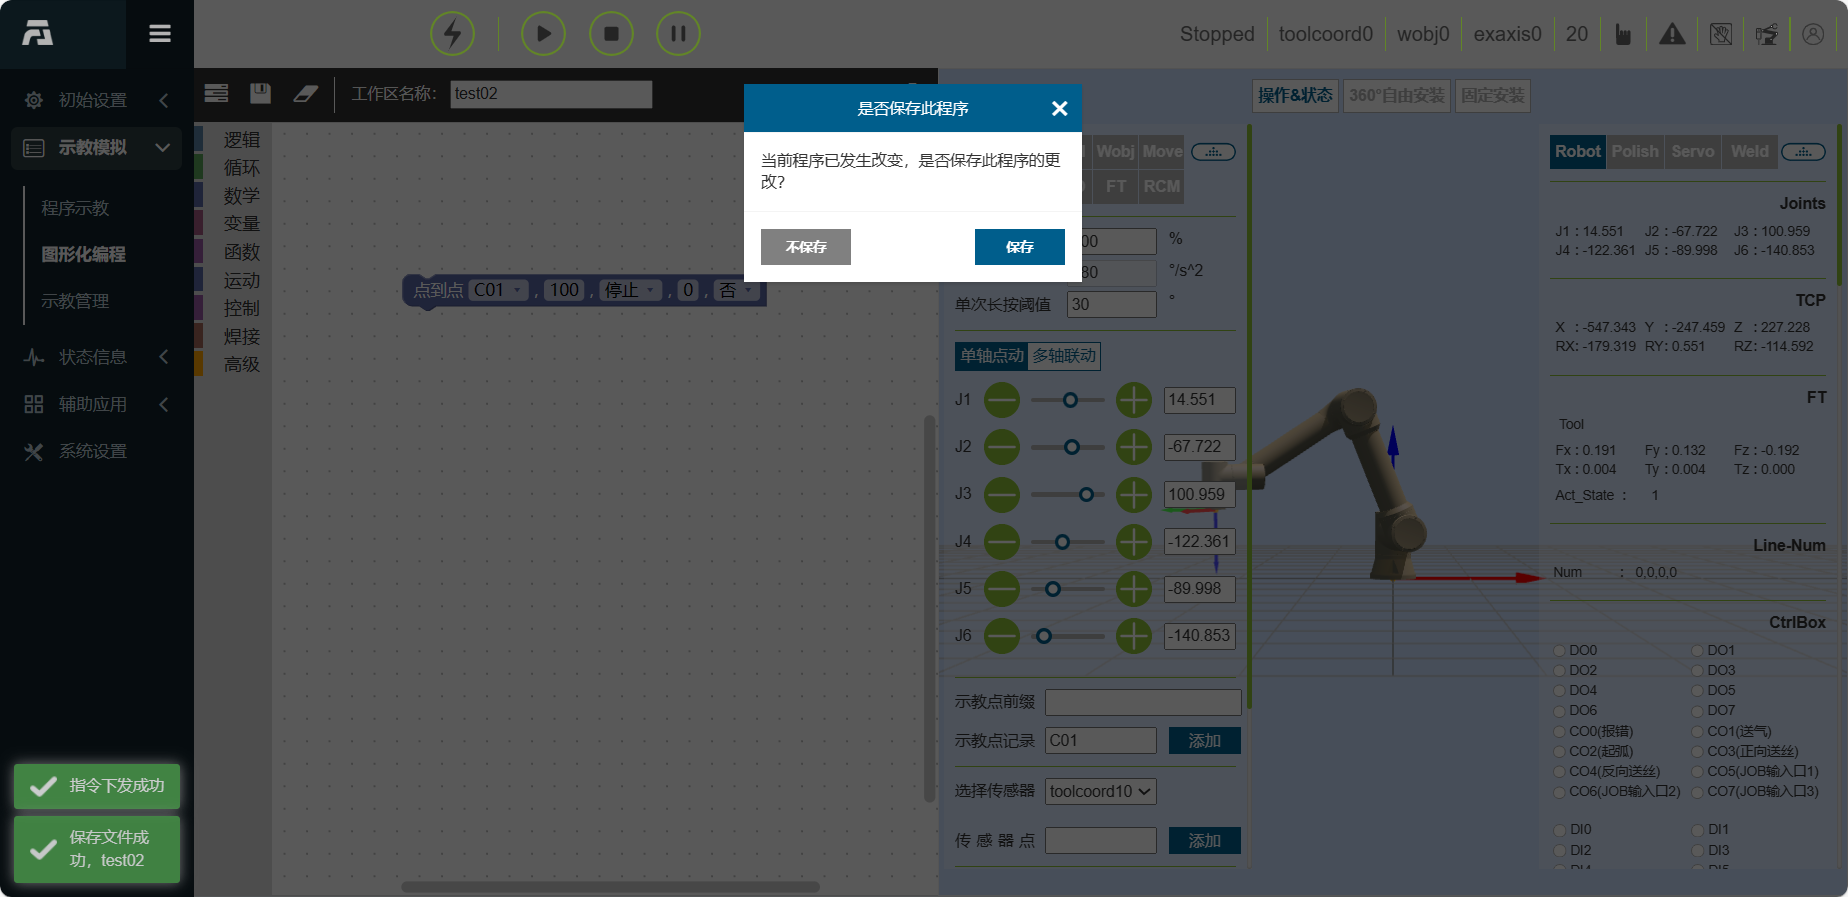 Stopped
toolcoord0
wobj0
exaxis0
20
初始设置
示教模拟
程序示教
图形化编程
示教管理
状态信息
辅助应用
系统设置
指令下发成功
保存文件成
功，test02
工作区名称:
test02
逻辑
循环
数学
变量
函数
运动
控制
焊接
高级
点到点 C01 , 100 , 停止 , 0 , 否
是否保存此程序
当前程序已发生改变，是否保存此程序的更
改?
不保存
保存
操作&状态
360°自由安装
固定安装
Wobj
Move
FT
RCM
%
°/s^2
单次长按阈值
30
°
单轴点动
多轴联动
J1
14.551
J2
-67.722
J3
100.959
J4
-122.361
J5
-89.998
J6
-140.853
示教点前缀
示教点记录
C01
添加
选择传感器
toolcoord10
传感器点
添加
Robot
Polish
Servo
Weld
Joints
J1 : 14.551 J2 : -67.722 J3 : 100.959
J4 : -122.361 J5 : -89.998 J6 : -140.853
TCP
X : -547.343 Y : -247.459 Z : 227.228
RX: -179.319 RY: 0.551 RZ: -114.592
FT
Tool
Fx : 0.191 Fy : 0.132 Fz : -0.192
Tx : 0.004 Ty : 0.004 Tz : 0.000
Act_State : 1
Line-Num
Num : 0,0,0,0
CtrlBox
DO0 DO1
DO2 DO3
DO4 DO5
DO6 DO7
CO0(报错) CO1(送气)
CO2(起弧) CO3(正向送丝)
CO4(反向送丝) CO5(JOB输入口1)
CO6(JOB输入口2) CO7(JOB输入口3)
DI0 DI1
DI2 DI3